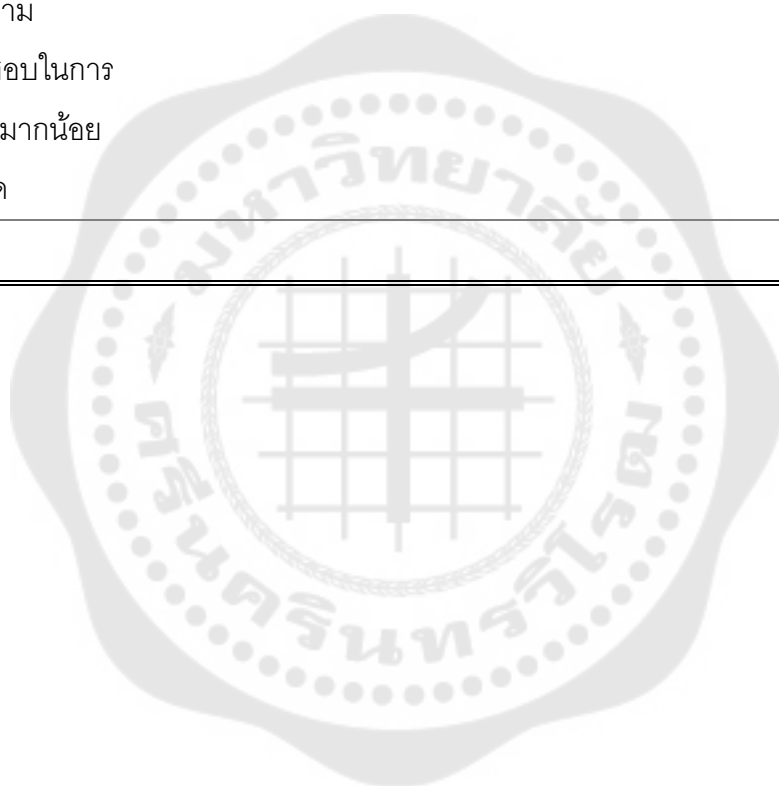 าม
อบในการ
มากน้อย
ด
มหาวิทยาลัย
ศรีนครินทรวิโรฒ